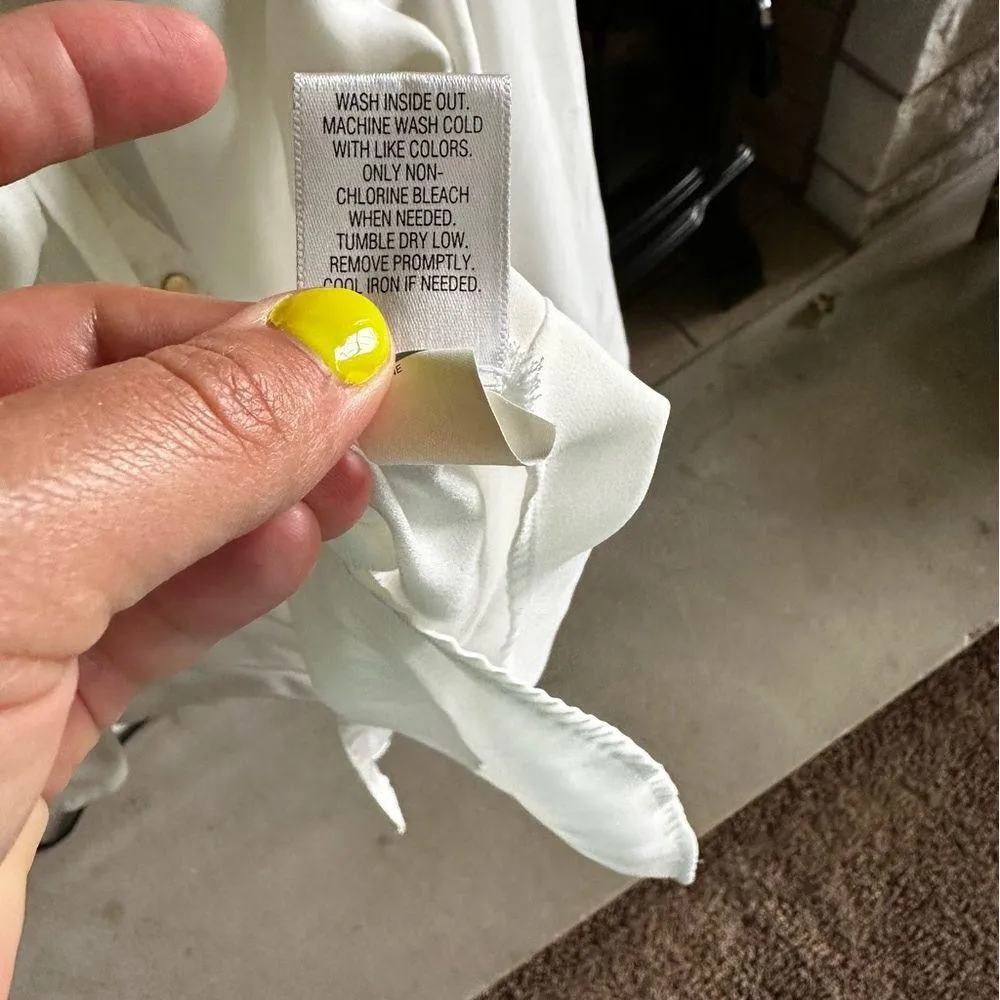 WASH INSIDE OUT.
MACHINE WASH COLD
WITH LIKE COLORS.
ONLY NON-
CHLORINE BLEACH
WHEN NEEDED.
TUMBLE DRY LOW.
REMOVE PROMPTLY.
COOL IRON IF NEEDED.